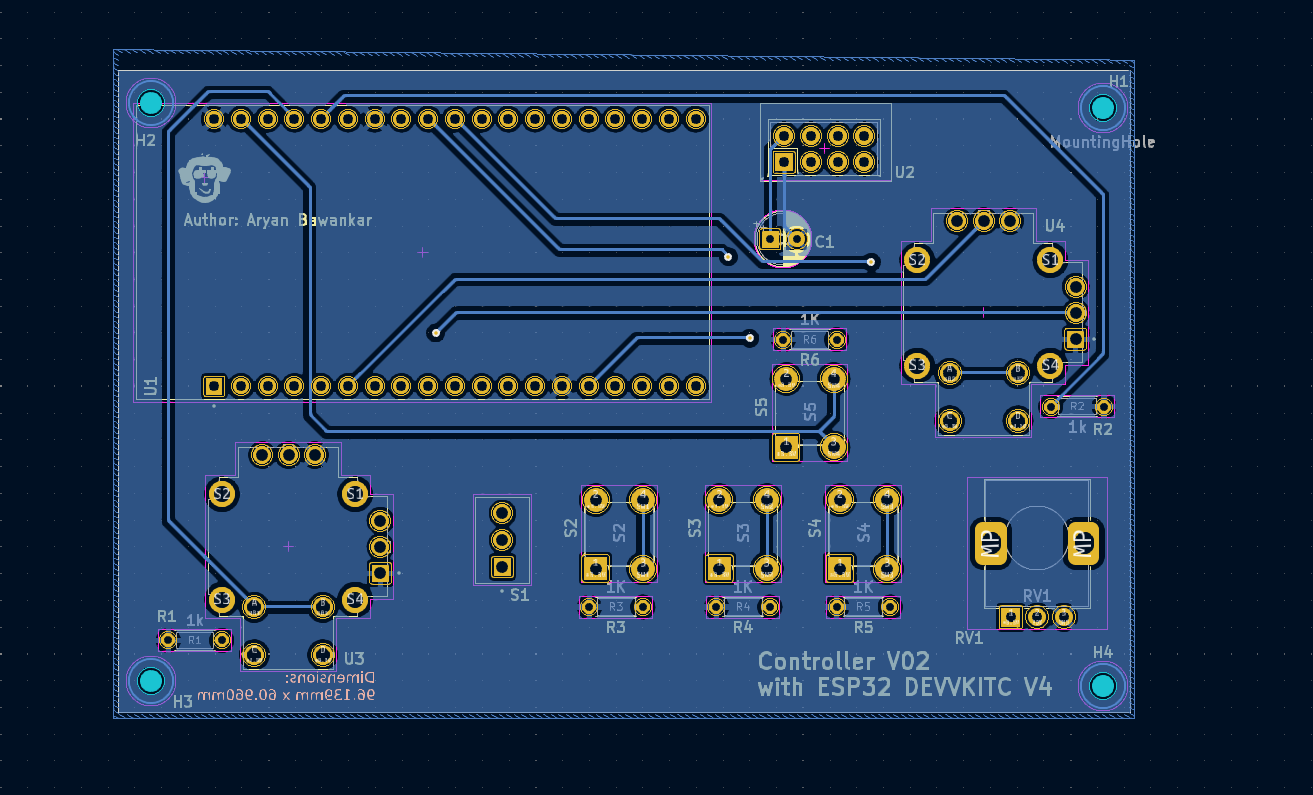 H1
H2
MountingHole
U2
Author: Aryan Bawankar
U4
C1
S2
S1
1K
R6
R6
U1
S3
S4
S5
S5
R2
1k
R2
S2
S1
S2
S2
S3
S3
S4
S4
MP
MP
S1
S3
S4
1K
1K
1K
RV1
R3
R4
R5
R1
1k
R3
R4
R5
RV1
R1
U3
H4
Controller V02
with ESP32 DEVVKITC V4
Dimensions:
96.139mm x 60.960mm
H3